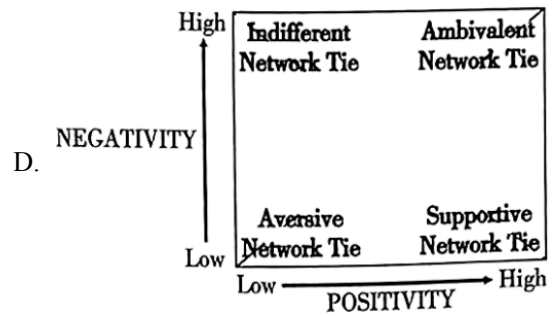 High
Indifferent Ambivalent
Network Tie Network Tie
NEGATIVITY
D.
Aversive Supportive
Network Tie Network Tie
Low
Low High
POSITIVITY